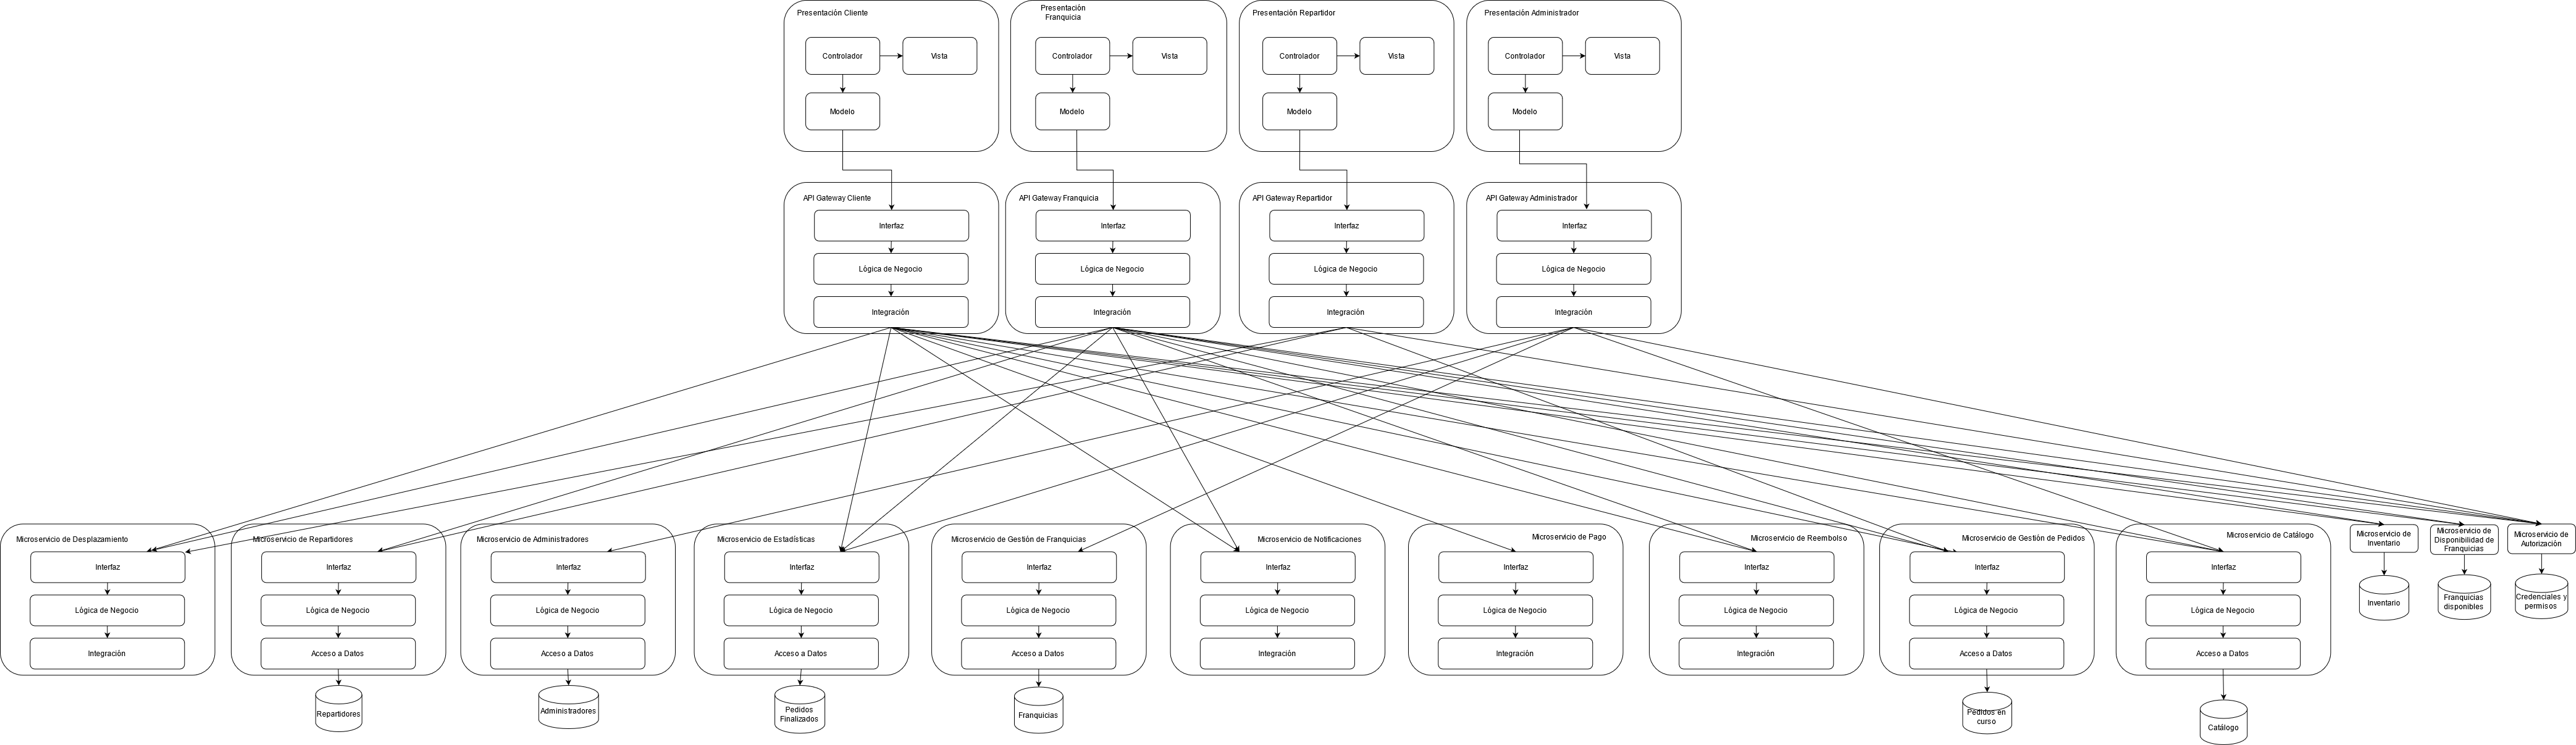 Presentación Cliente
Controlador
Vista
Modelo
Presentación
Franquicia
Controlador
Vista
Modelo
Presentación Repartidor
Controlador
Vista
Modelo
Presentación Administrador
Controlador
Vista
Modelo
API Gateway Cliente
Interfaz
Lógica de Negocio
Integración
API Gateway Franquicia
Interfaz
Lógica de Negocio
Integración
API Gateway Repartidor
Interfaz
Lógica de Negocio
Integración
API Gateway Administrador
Interfaz
Lógica de Negocio
Integración
Microservicio de Desplazamiento
Interfaz
Lógica de Negocio
Integración
Microservicio de Repartidores
Interfaz
Lógica de Negocio
Acceso a Datos
Repartidores
Microservicio de Administradores
Interfaz
Lógica de Negocio
Acceso a Datos
Administradores
Microservicio de Estadísticas
Interfaz
Lógica de Negocio
Acceso a Datos
Pedidos
Finalizados
Microservicio de Gestión de Franquicias
Interfaz
Lógica de Negocio
Acceso a Datos
Franquicias
Microservicio de Notificaciones
Interfaz
Lógica de Negocio
Integración
Microservicio de Pago
Interfaz
Lógica de Negocio
Integración
Microservicio de Reembolso
Interfaz
Lógica de Negocio
Integración
Microservicio de Gestión de Pedidos
Interfaz
Lógica de Negocio
Acceso a Datos
Pedidos en
curso
Microservicio de Catálogo
Interfaz
Lógica de Negocio
Acceso a Datos
Catálogo
Microservicio de
Inventario
Inventario
Microservicio de
Disponibilidad de
Franquicias
Franquicias
disponibles
Microservicio de
Autorización
Credenciales y
permisos